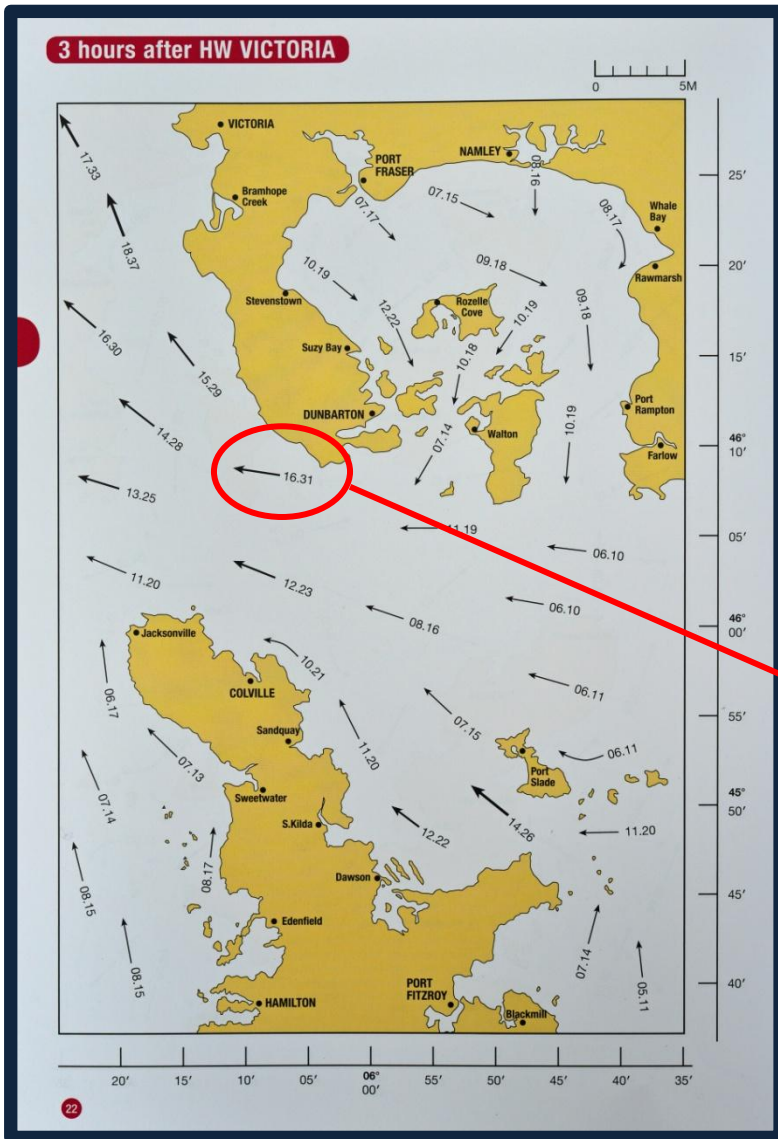 3 hours after HW VICTORIA
0 5M
VICTORIA
PORT
FRASER
NAMLEY
08.16
17.33
25′
Bramhope
Creek
07.17
07.15
08.17
Whale
Bay
18.37
10.19
09.18
20′
Rawmarsh
Stevenstown
12.22
Rozelle
Cove
10.19
09.18
16.30
15.29
Suzy Bay
10.18
15′
14.28
DUNBARTON
07.14
Walton
10.19
Port
Rampton
46°
10′
Farlow
13.25
16.31
11.19
05′
06.10
11.20
12.23
08.16
06.10
46°
00′
Jacksonville
10.21
06.17
COLVILLE
06.11
07.15
55′
07.13
Sandquay
11.20
06.11
Port
Slade
07.14
Sweetwater
14.26
45°
50′
S.Kilda
12.22
11.20
08.15
08.17
Dawson
45′
Edenfield
08.15
07.14
05.11
40′
HAMILTON
PORT
FITZROY
Blackmill
20′ 15′ 10′ 05′ 06° 55′ 50′ 45′ 40′ 35′
00′
22